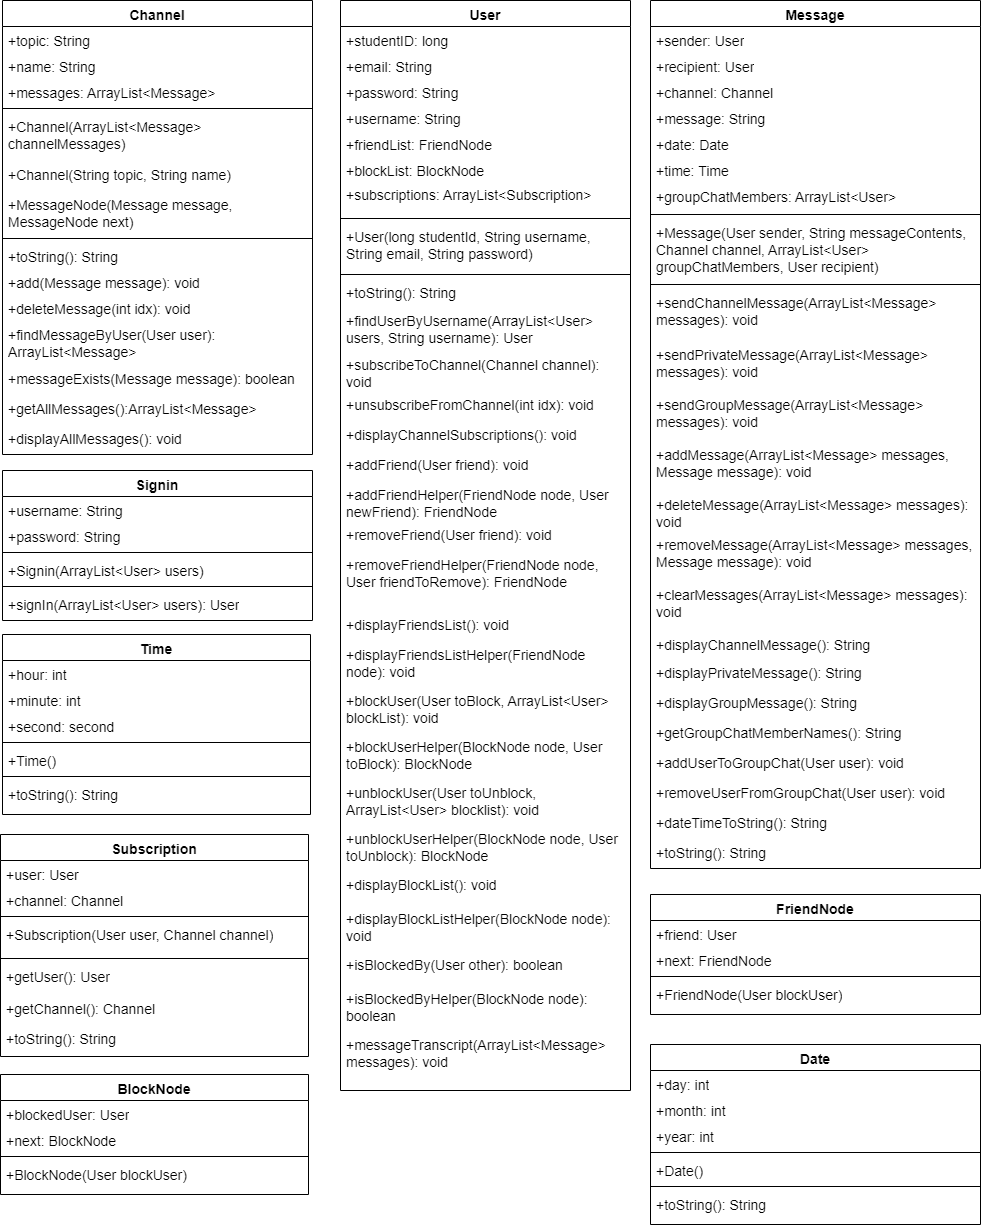 Channel
+topic: String
+name: String
+messages: ArrayList<Message>
+Channel(ArrayList<Message>
channelMessages)
+Channel(String topic, String name)
+MessageNode(Message message,
MessageNode next)
+toString(): String
+add(Message message): void
+deleteMessage(int idx): void
+findMessageByUser(User user):
ArrayList<Message>
+messageExists(Message message): boolean
+getAllMessages():ArrayList<Message>
+displayAllMessages(): void
Signin
+username: String
+password: String
+Signin(ArrayList<User> users)
+signIn(ArrayList<User> users): User
Time
+hour: int
+minute: int
+second: second
+Time()
+toString(): String
Subscription
+user: User
+channel: Channel
+Subscription(User user, Channel channel)
+getUser(): User
+getChannel(): Channel
+toString(): String
BlockNode
+blockedUser: User
+next: BlockNode
+BlockNode(User blockUser)
User
+studentID: long
+email: String
+password: String
+username: String
+friendList: FriendNode
+blockList: BlockNode
+subscriptions: ArrayList<Subscription>
+User(long studentId, String username,
String email, String password)
+toString(): String
+findUserByUsername(ArrayList<User>
users, String username): User
+subscribeToChannel(Channel channel):
void
+unsubscribeFromChannel(int idx): void
+displayChannelSubscriptions(): void
+addFriend(User friend): void
+addFriendHelper(FriendNode node, User
newFriend): FriendNode
+removeFriend(User friend): void
+removeFriendHelper(FriendNode node,
User friendToRemove): FriendNode
+displayFriendsList(): void
+displayFriendsListHelper(FriendNode
node): void
+blockUser(User toBlock, ArrayList<User>
blockList): void
+blockUserHelper(BlockNode node, User
toBlock): BlockNode
+unblockUser(User toUnblock,
ArrayList<User> blocklist): void
+unblockUserHelper(BlockNode node, User
toUnblock): BlockNode
+displayBlockList(): void
+displayBlockListHelper(BlockNode node):
void
+isBlockedBy(User other): boolean
+isBlockedByHelper(BlockNode node):
boolean
+messageTranscript(ArrayList<Message>
messages): void
Message
+sender: User
+recipient: User
+channel: Channel
+message: String
+date: Date
+time: Time
+groupChatMembers: ArrayList<User>
+Message(User sender, String messageContents,
Channel channel, ArrayList<User>
groupChatMembers, User recipient)
+sendChannelMessage(ArrayList<Message>
messages): void
+sendPrivateMessage(ArrayList<Message>
messages): void
+sendGroupMessage(ArrayList<Message>
messages): void
+addMessage(ArrayList<Message> messages,
Message message): void
+deleteMessage(ArrayList<Message> messages):
void
+removeMessage(ArrayList<Message> messages,
Message message): void
+clearMessages(ArrayList<Message> messages):
void
+displayChannelMessage(): String
+displayPrivateMessage(): String
+displayGroupMessage(): String
+getGroupChatMemberNames(): String
+addUserToGroupChat(User user): void
+removeUserFromGroupChat(User user): void
+dateTimeToString(): String
+toString(): String
FriendNode
+friend: User
+next: FriendNode
+FriendNode(User blockUser)
Date
+day: int
+month: int
+year: int
+Date()
+toString(): String